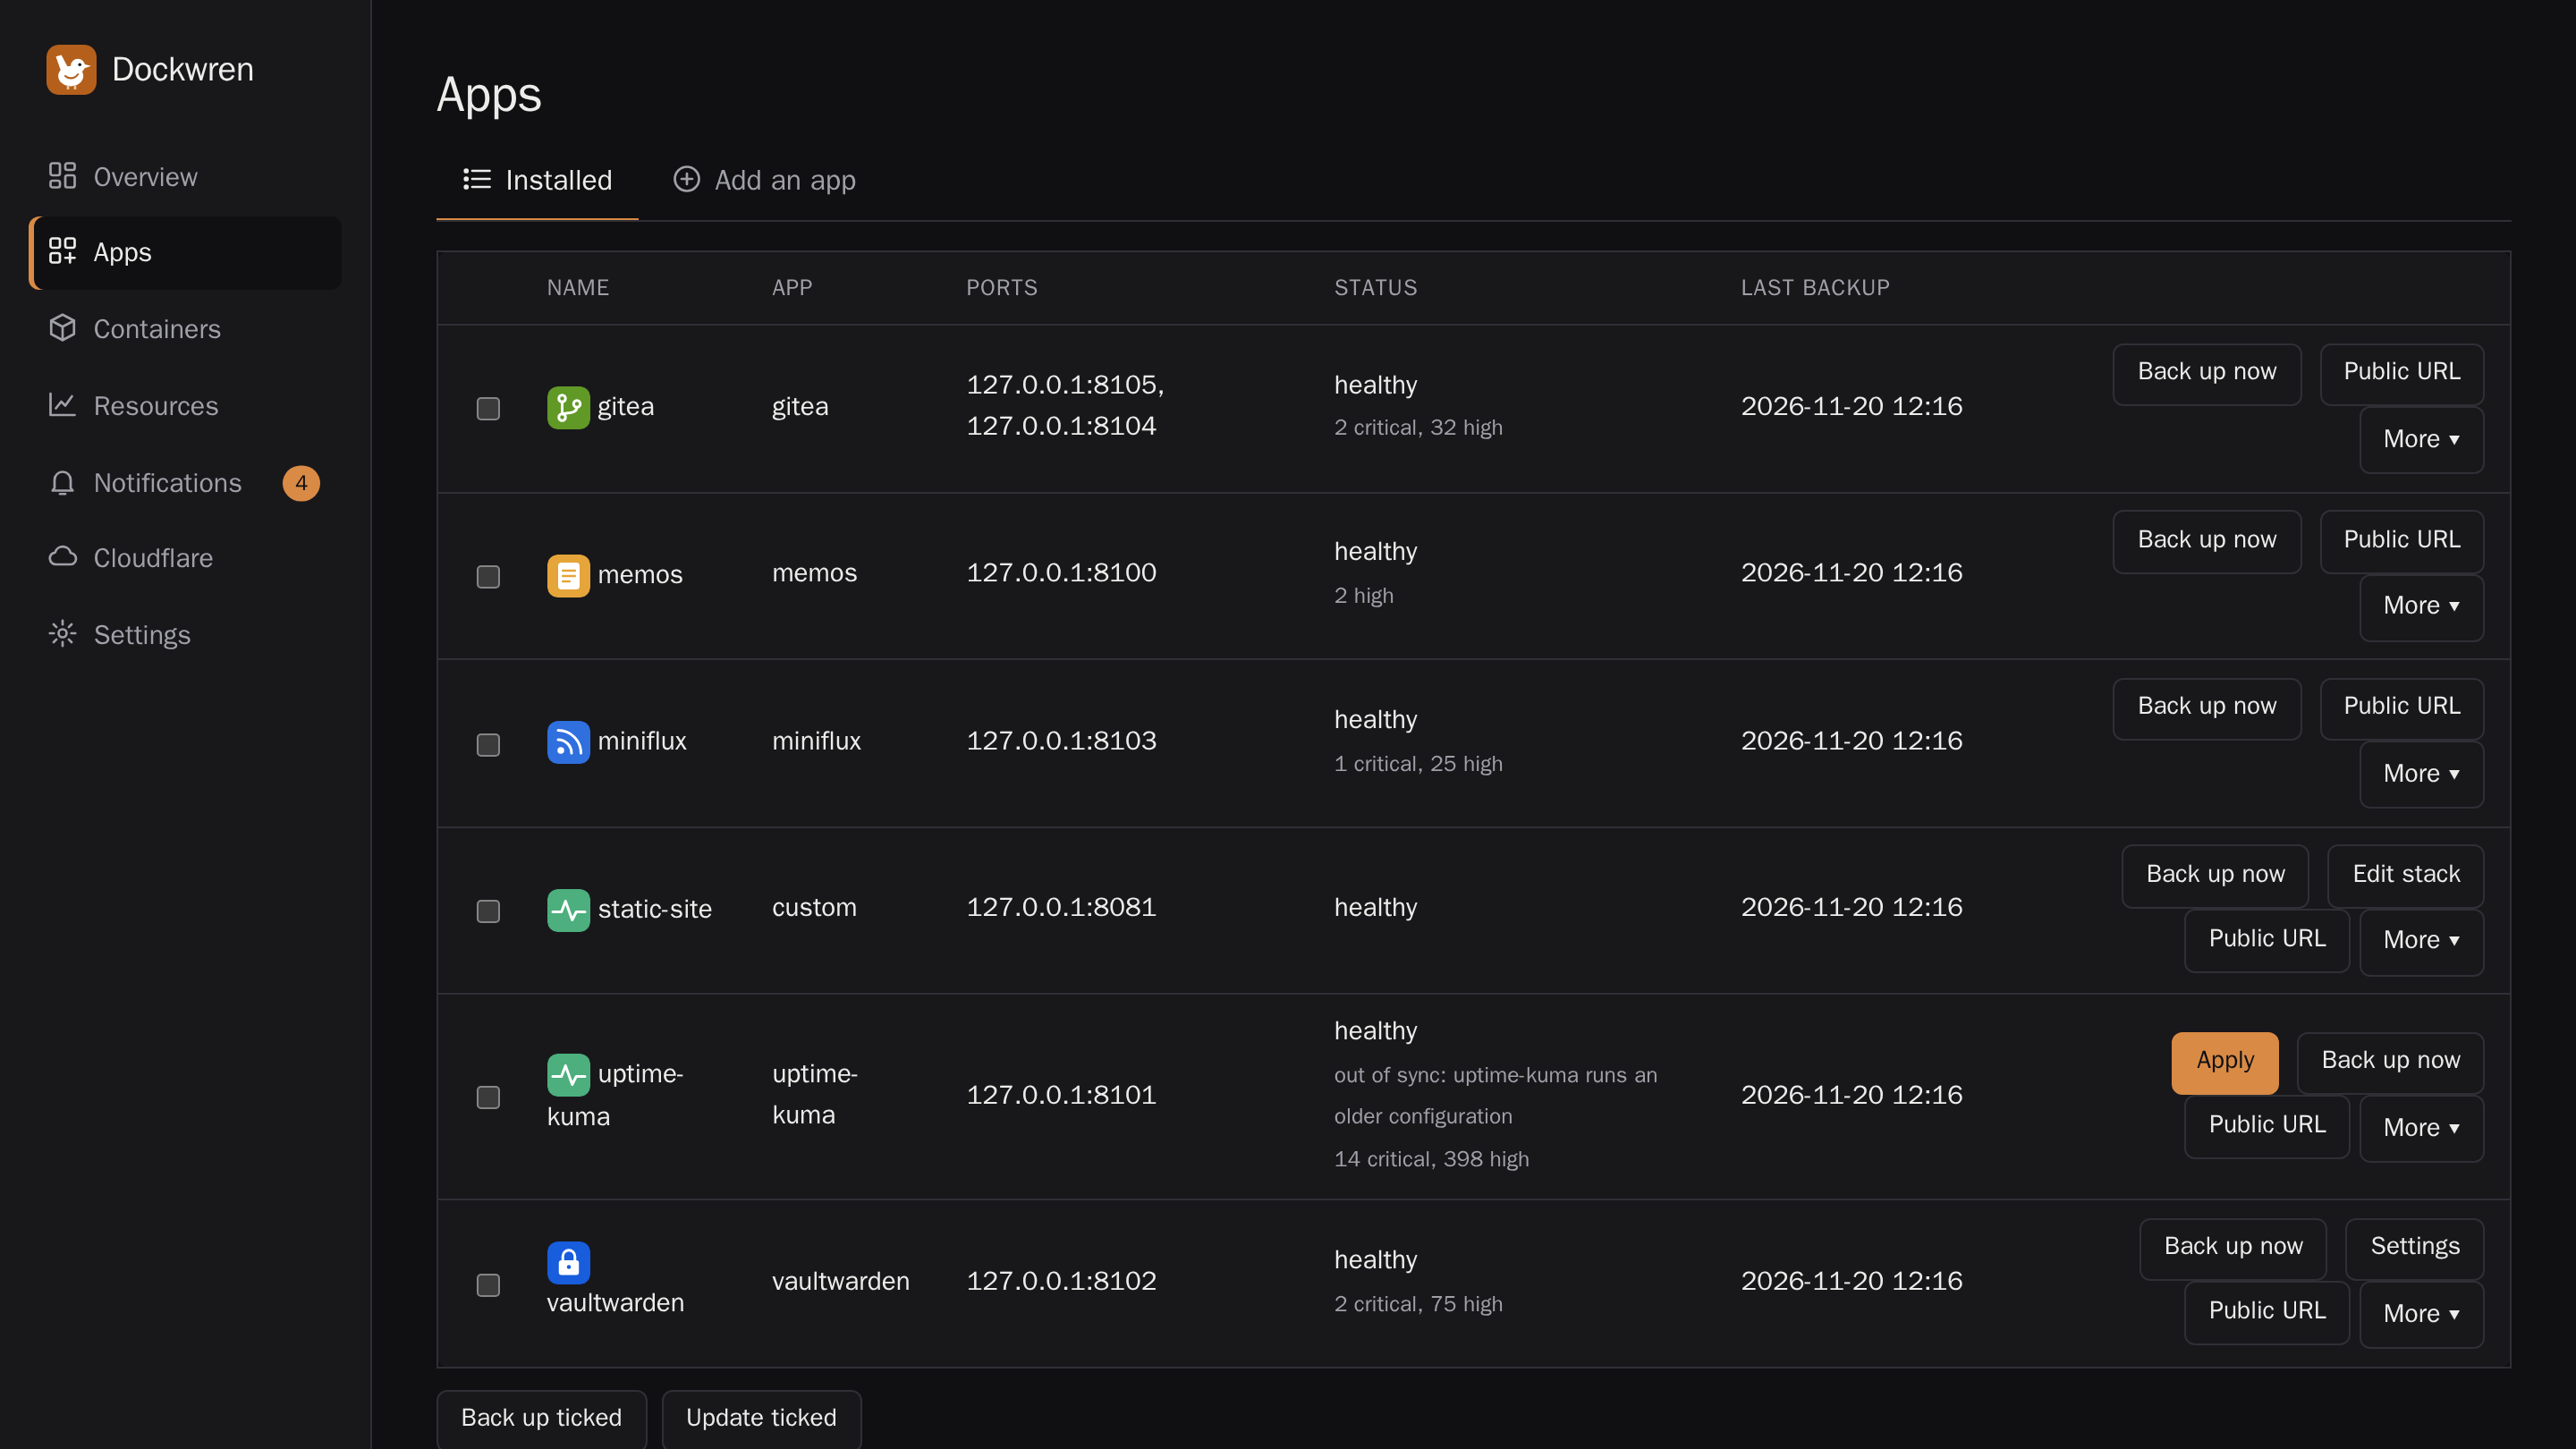 Dockwren
Overview
Apps
Containers
Resources
Notifications 4
Cloudflare
Settings
Apps
Installed Add an app
NAME APP PORTS STATUS LAST BACKUP
gitea gitea 127.0.0.1:8105, 127.0.0.1:8104 healthy 2 critical, 32 high 2026-11-20 12:16 Back up now Public URL More ▾
memos memos 127.0.0.1:8100 healthy 2 high 2026-11-20 12:16 Back up now Public URL More ▾
miniflux miniflux 127.0.0.1:8103 healthy 1 critical, 25 high 2026-11-20 12:16 Back up now Public URL More ▾
static-site custom 127.0.0.1:8081 healthy 2026-11-20 12:16 Back up now Edit stack Public URL More ▾
uptime-kuma uptime-kuma 127.0.0.1:8101 healthy out of sync: uptime-kuma runs an older configuration 14 critical, 398 high 2026-11-20 12:16 Apply Back up now Public URL More ▾
vaultwarden vaultwarden 127.0.0.1:8102 healthy 2 critical, 75 high 2026-11-20 12:16 Back up now Settings Public URL More ▾
Back up ticked Update ticked